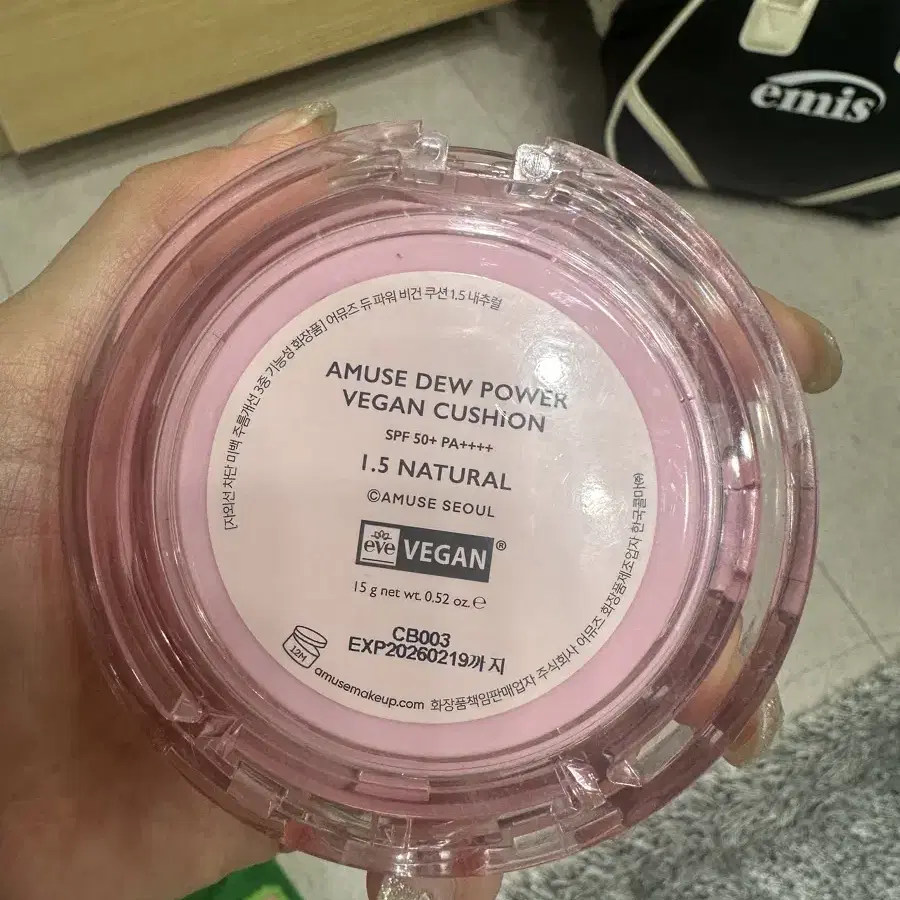 emis
[자외선 차단 미백 주름개선 3중 기능성 화장품] 어뮤즈 듀 파워 비건 쿠션 1.5 내추럴
AMUSE DEW POWER
VEGAN CUSHION
SPF 50+ PA++++
1.5 NATURAL
©AMUSE SEOUL
eve VEGAN®
15 g net wt. 0.52 oz. ℮
CB003
EXP20260219까지
12M
amusemakeup.com 화장품책임판매업자 주식회사 어뮤즈 화장품제조업자 한국콜마㈜